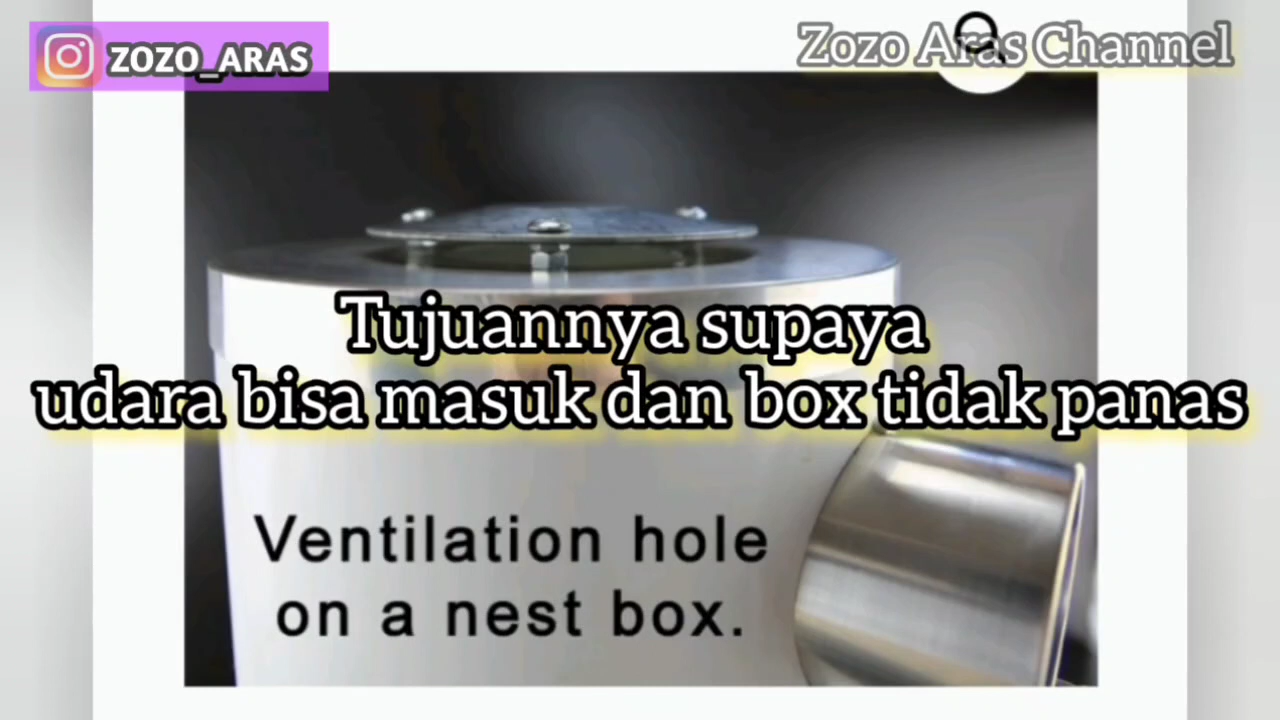 ZOZO_ARAS
Zozo Aras Channel
Tujuannya supaya
udara bisa masuk dan box tidak panas
Ventilation hole
on a nest box.